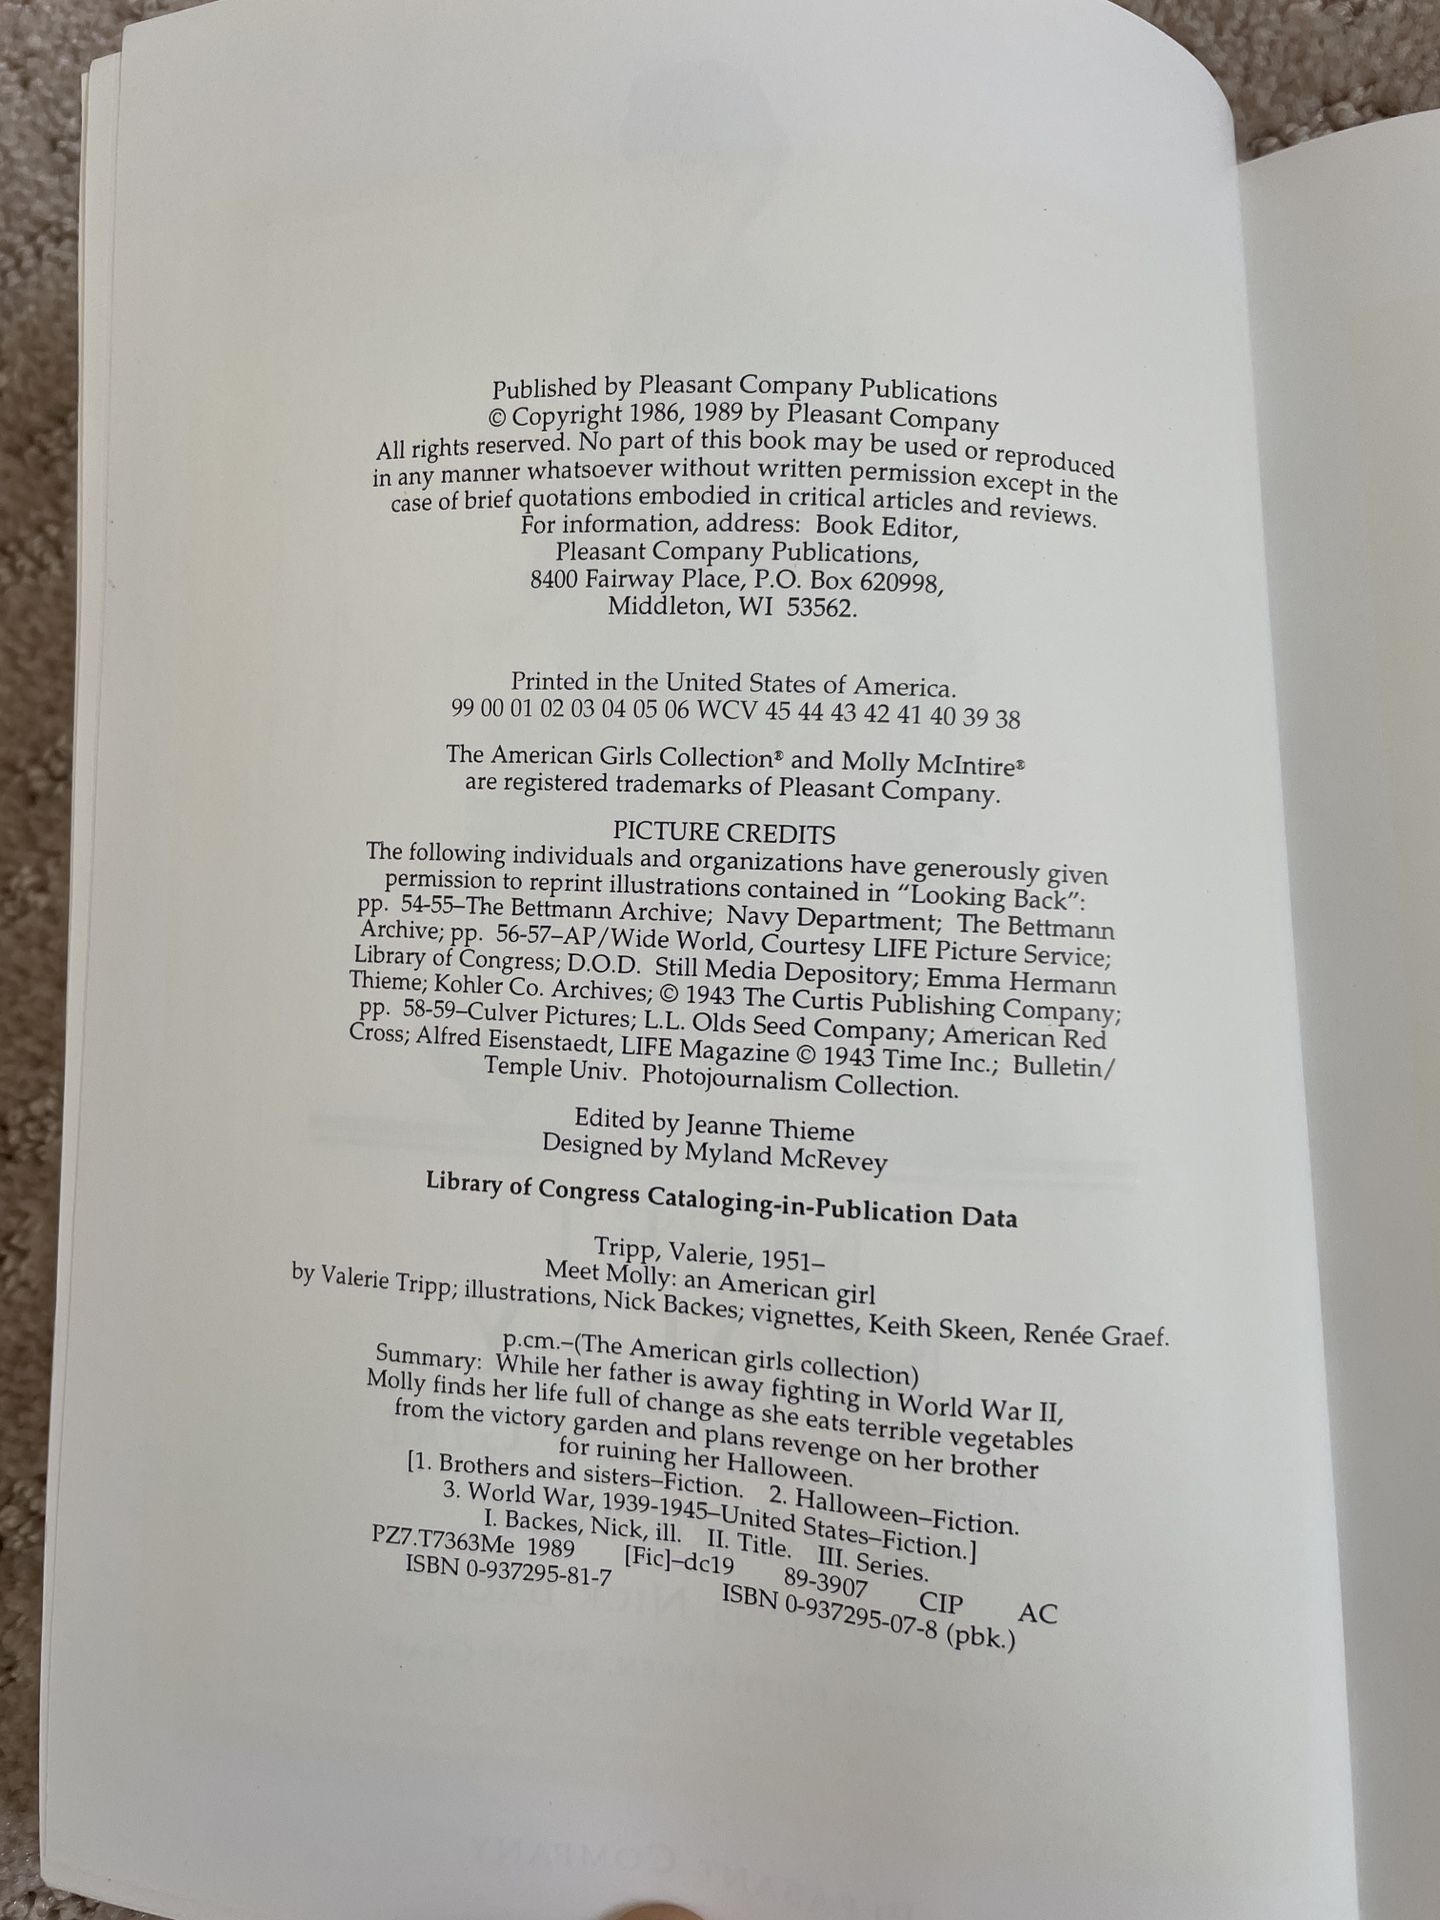 Published by Pleasant Company Publications
© Copyright 1986, 1989 by Pleasant Company
All rights reserved. No part of this book may be used or reproduced
in any manner whatsoever without written permission except in the
case of brief quotations embodied in critical articles and reviews.
For information, address: Book Editor,
Pleasant Company Publications,
8400 Fairway Place, P.O. Box 620998,
Middleton, WI 53562.
Printed in the United States of America.
99 00 01 02 03 04 05 06 WCV 45 44 43 42 41 40 39 38
The American Girls Collection® and Molly McIntire®
are registered trademarks of Pleasant Company.
PICTURE CREDITS
The following individuals and organizations have generously given
permission to reprint illustrations contained in “Looking Back”:
pp. 54-55–The Bettmann Archive; Navy Department; The Bettmann
Archive; pp. 56-57–AP/Wide World, Courtesy LIFE Picture Service;
Library of Congress; D.O.D. Still Media Depository; Emma Hermann
Thieme; Kohler Co. Archives; © 1943 The Curtis Publishing Company;
pp. 58-59–Culver Pictures; L.L. Olds Seed Company; American Red
Cross; Alfred Eisenstaedt, LIFE Magazine © 1943 Time Inc.; Bulletin/
Temple Univ. Photojournalism Collection.
Edited by Jeanne Thieme
Designed by Myland McRevey
Library of Congress Cataloging-in-Publication Data
Tripp, Valerie, 1951–
Meet Molly: an American girl
by Valerie Tripp; illustrations, Nick Backes; vignettes, Keith Skeen, Renée Graef.
p.cm.–(The American girls collection)
Summary: While her father is away fighting in World War II,
Molly finds her life full of change as she eats terrible vegetables
from the victory garden and plans revenge on her brother
for ruining her Halloween.
[1. Brothers and sisters–Fiction. 2. Halloween–Fiction.
3. World War, 1939-1945–United States–Fiction.]
I. Backes, Nick, ill. II. Title. III. Series.
PZ7.T7363Me 1989 [Fic]–dc19 89-3907 CIP AC
ISBN 0-937295-81-7 ISBN 0-937295-07-8 (pbk.)